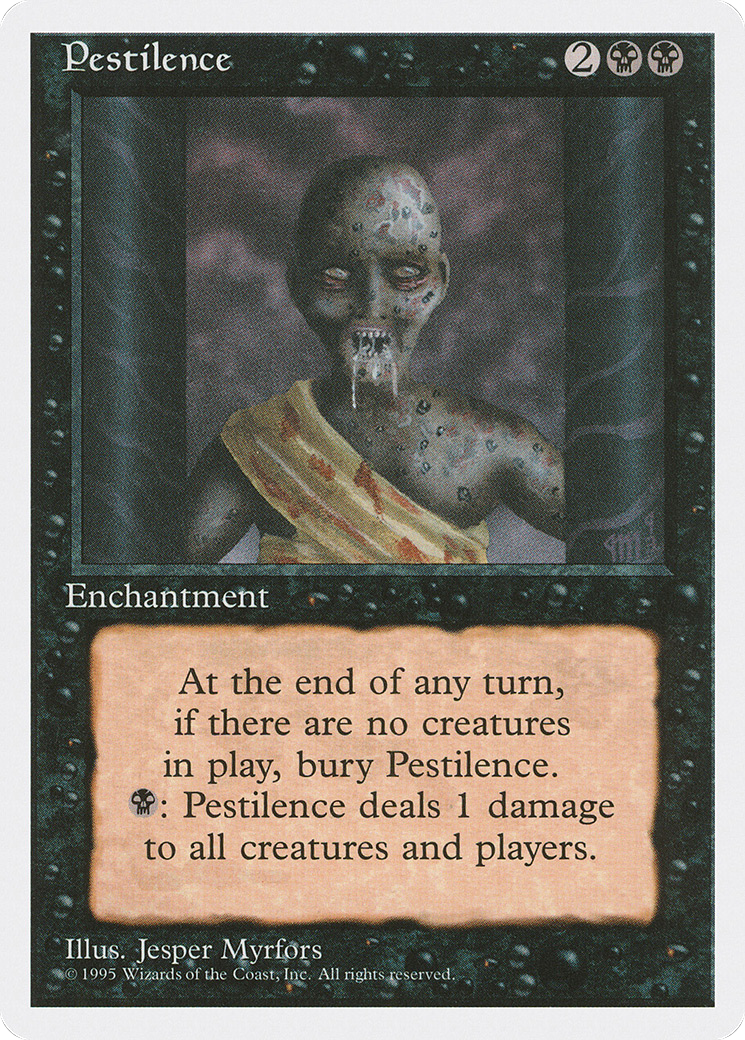 Pestilence 2
Enchantment
At the end of any turn,
if there are no creatures
in play, bury Pestilence.
: Pestilence deals 1 damage
to all creatures and players.
Illus. Jesper Myrfors
© 1995 Wizards of the Coast, Inc. All rights reserved.